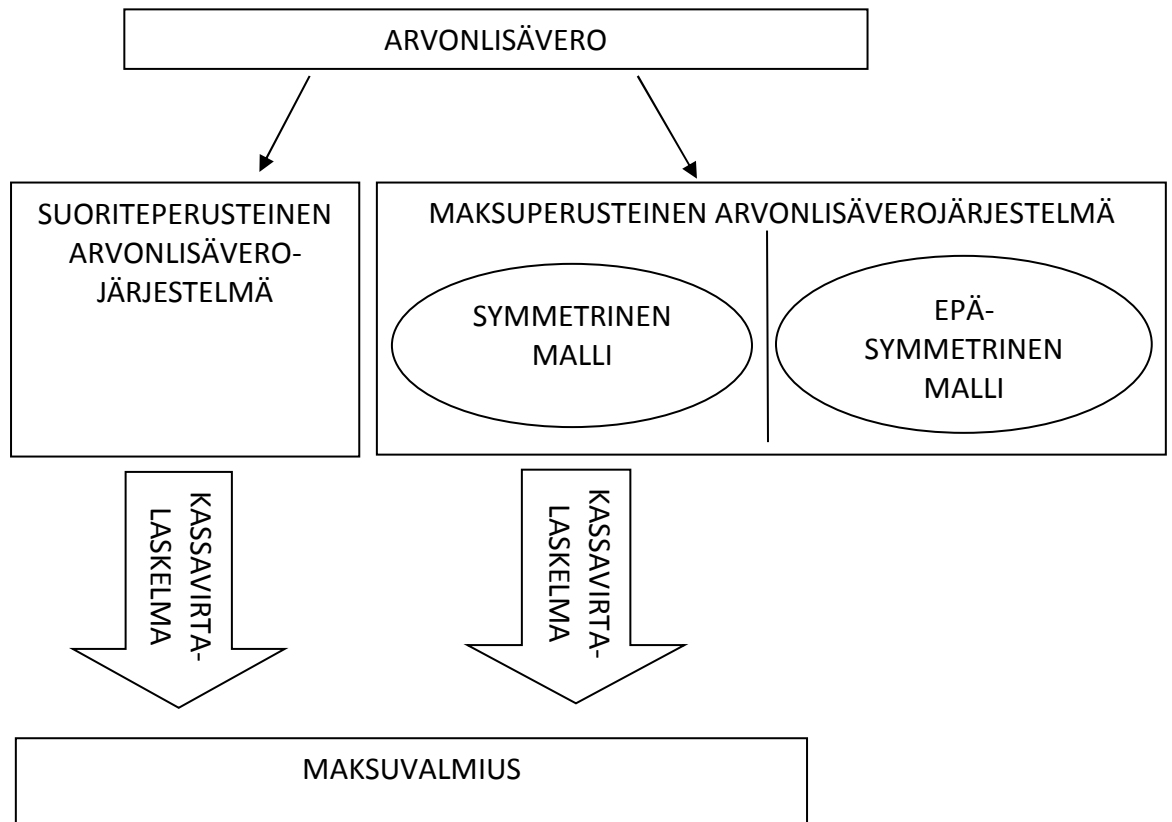 ARVONLISÄVERO
SUORITEPERUSTEINEN
ARVONLISÄVERO-
JÄRJESTELMÄ
MAKSUPERUSTEINEN ARVONLISÄVEROJÄRJESTELMÄ
SYMMETRINEN
MALLI
EPÄ-
SYMMETRINEN
MALLI
KASSAVIRTA-
LASKELMA
KASSAVIRTA-
LASKELMA
MAKSUVALMIUS